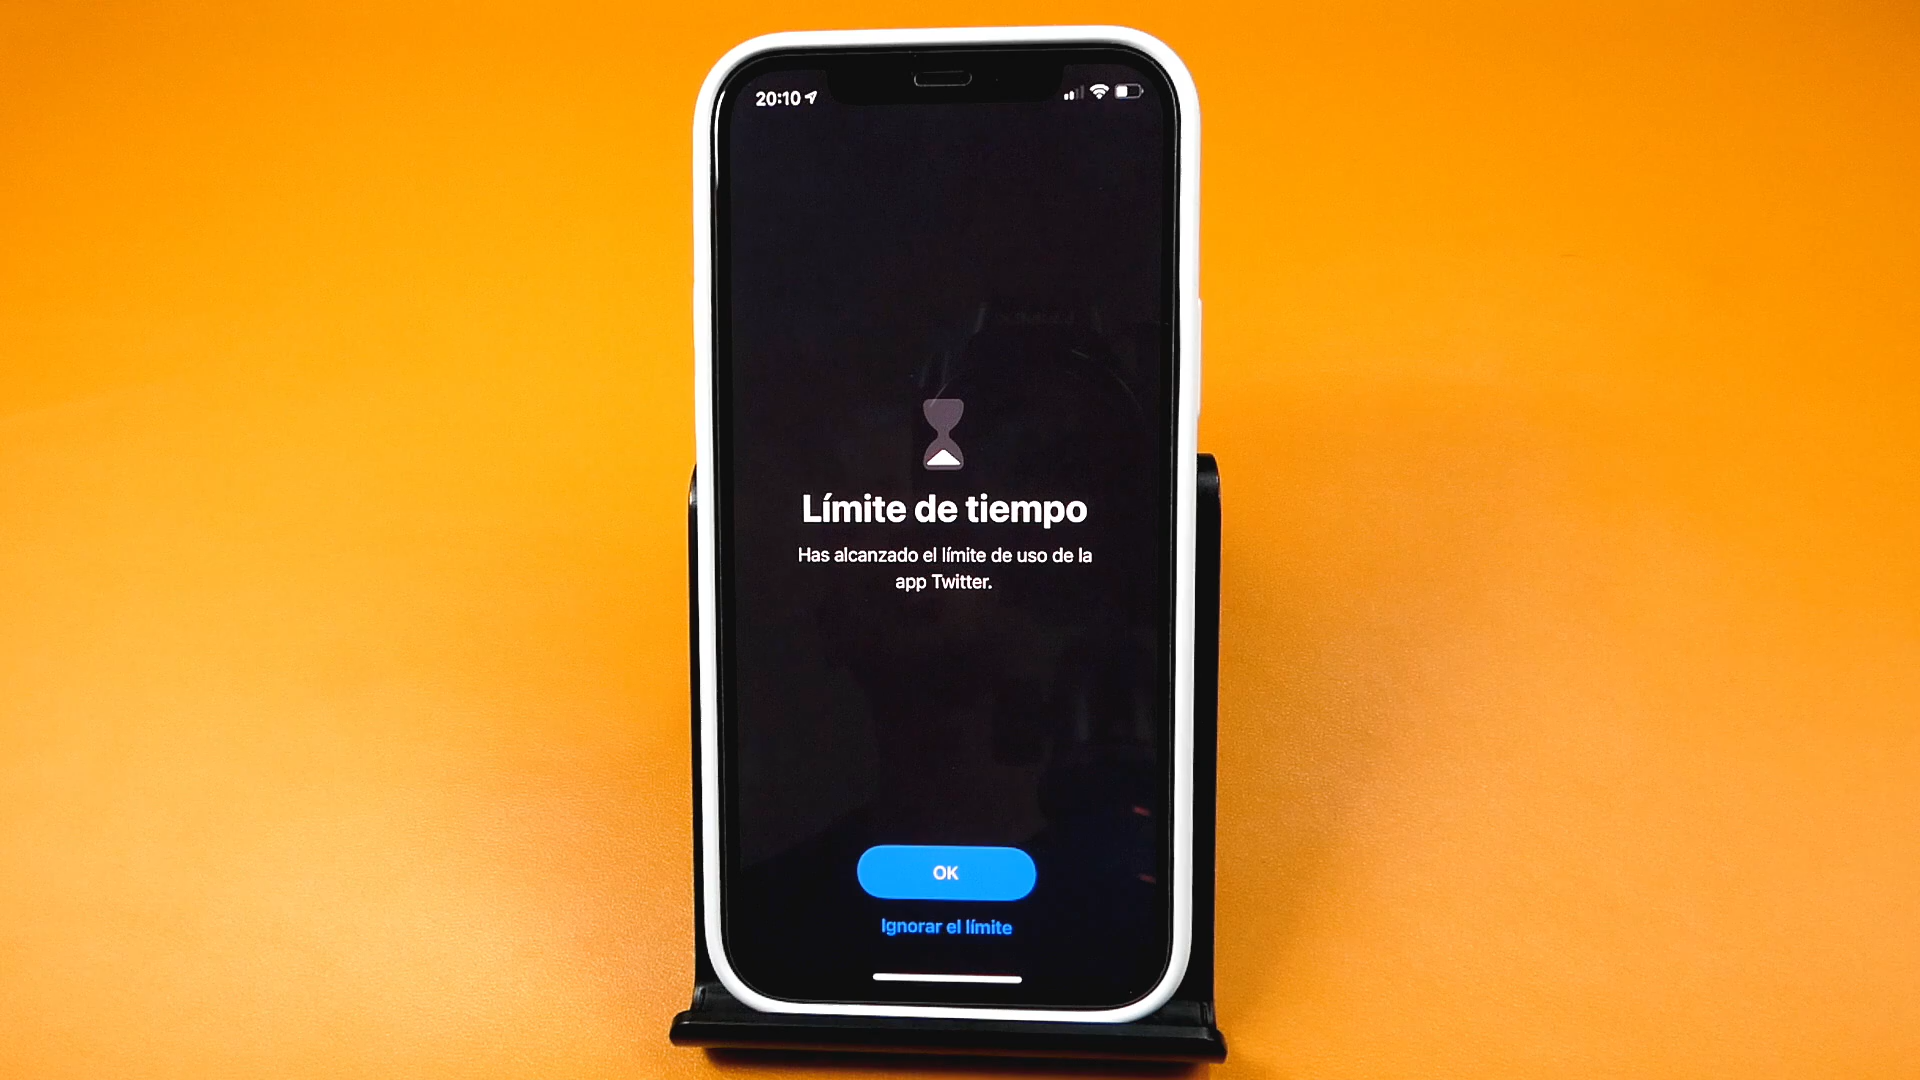 20:10
Límite de tiempo
Has alcanzado el límite de uso de la
app Twitter.
OK
Ignorar el límite